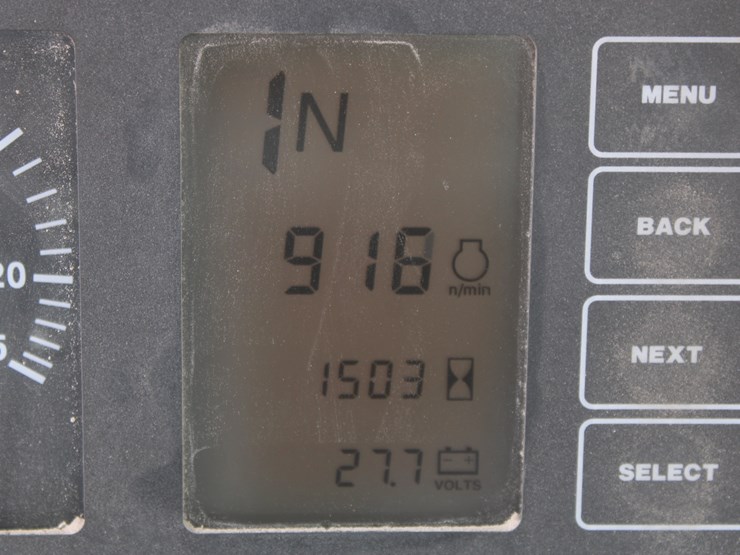 1N
918
n/min
1503
27.7
VOLTS
MENU
BACK
NEXT
SELECT
20